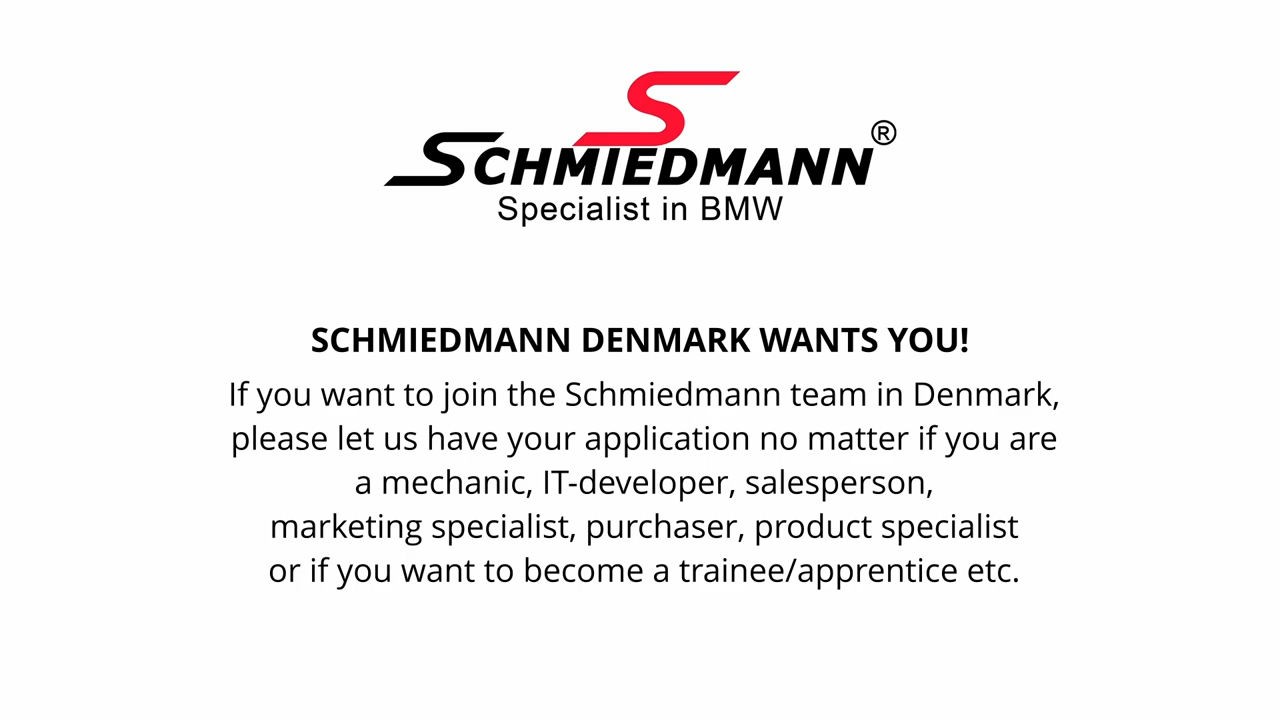 SCHMIEDMANN®
Specialist in BMW
SCHMIEDMANN DENMARK WANTS YOU!
If you want to join the Schmiedmann team in Denmark,
please let us have your application no matter if you are
a mechanic, IT-developer, salesperson,
marketing specialist, purchaser, product specialist
or if you want to become a trainee/apprentice etc.